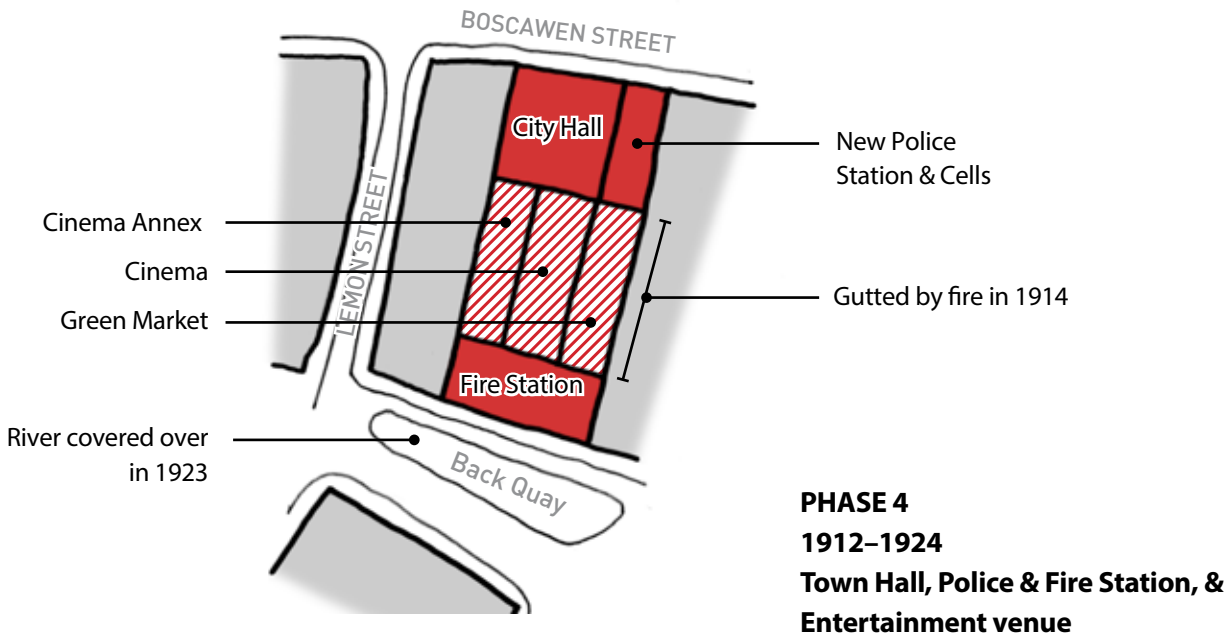 BOSCAWEN STREET
City Hall
New Police
Station & Cells
LEMON STREET
Cinema Annex
Cinema
Green Market
Gutted by fire in 1914
Fire Station
River covered over
in 1923
Back Quay
PHASE 4
1912–1924
Town Hall, Police & Fire Station, &
Entertainment venue